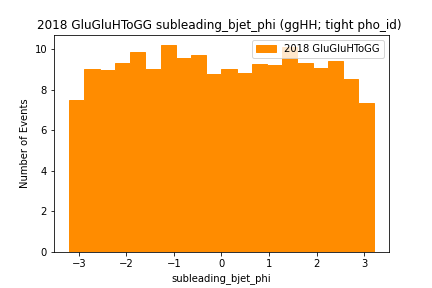 2018 GluGluHToGG subleading_bjet_phi (ggHH; tight pho_id)
2018 GluGluHToGG
Number of Events
10
8
6
4
2
0
−3 −2 −1 0 1 2 3
subleading_bjet_phi